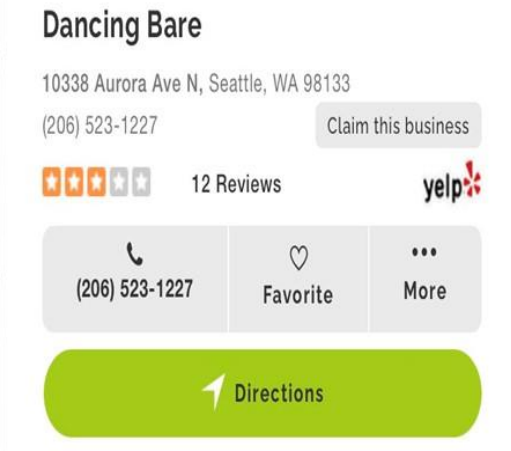 Dancing Bare
10338 Aurora Ave N, Seattle, WA 98133
(206) 523-1227
Claim this business
12 Reviews
yelp
(206) 523-1227
Favorite
More
Directions